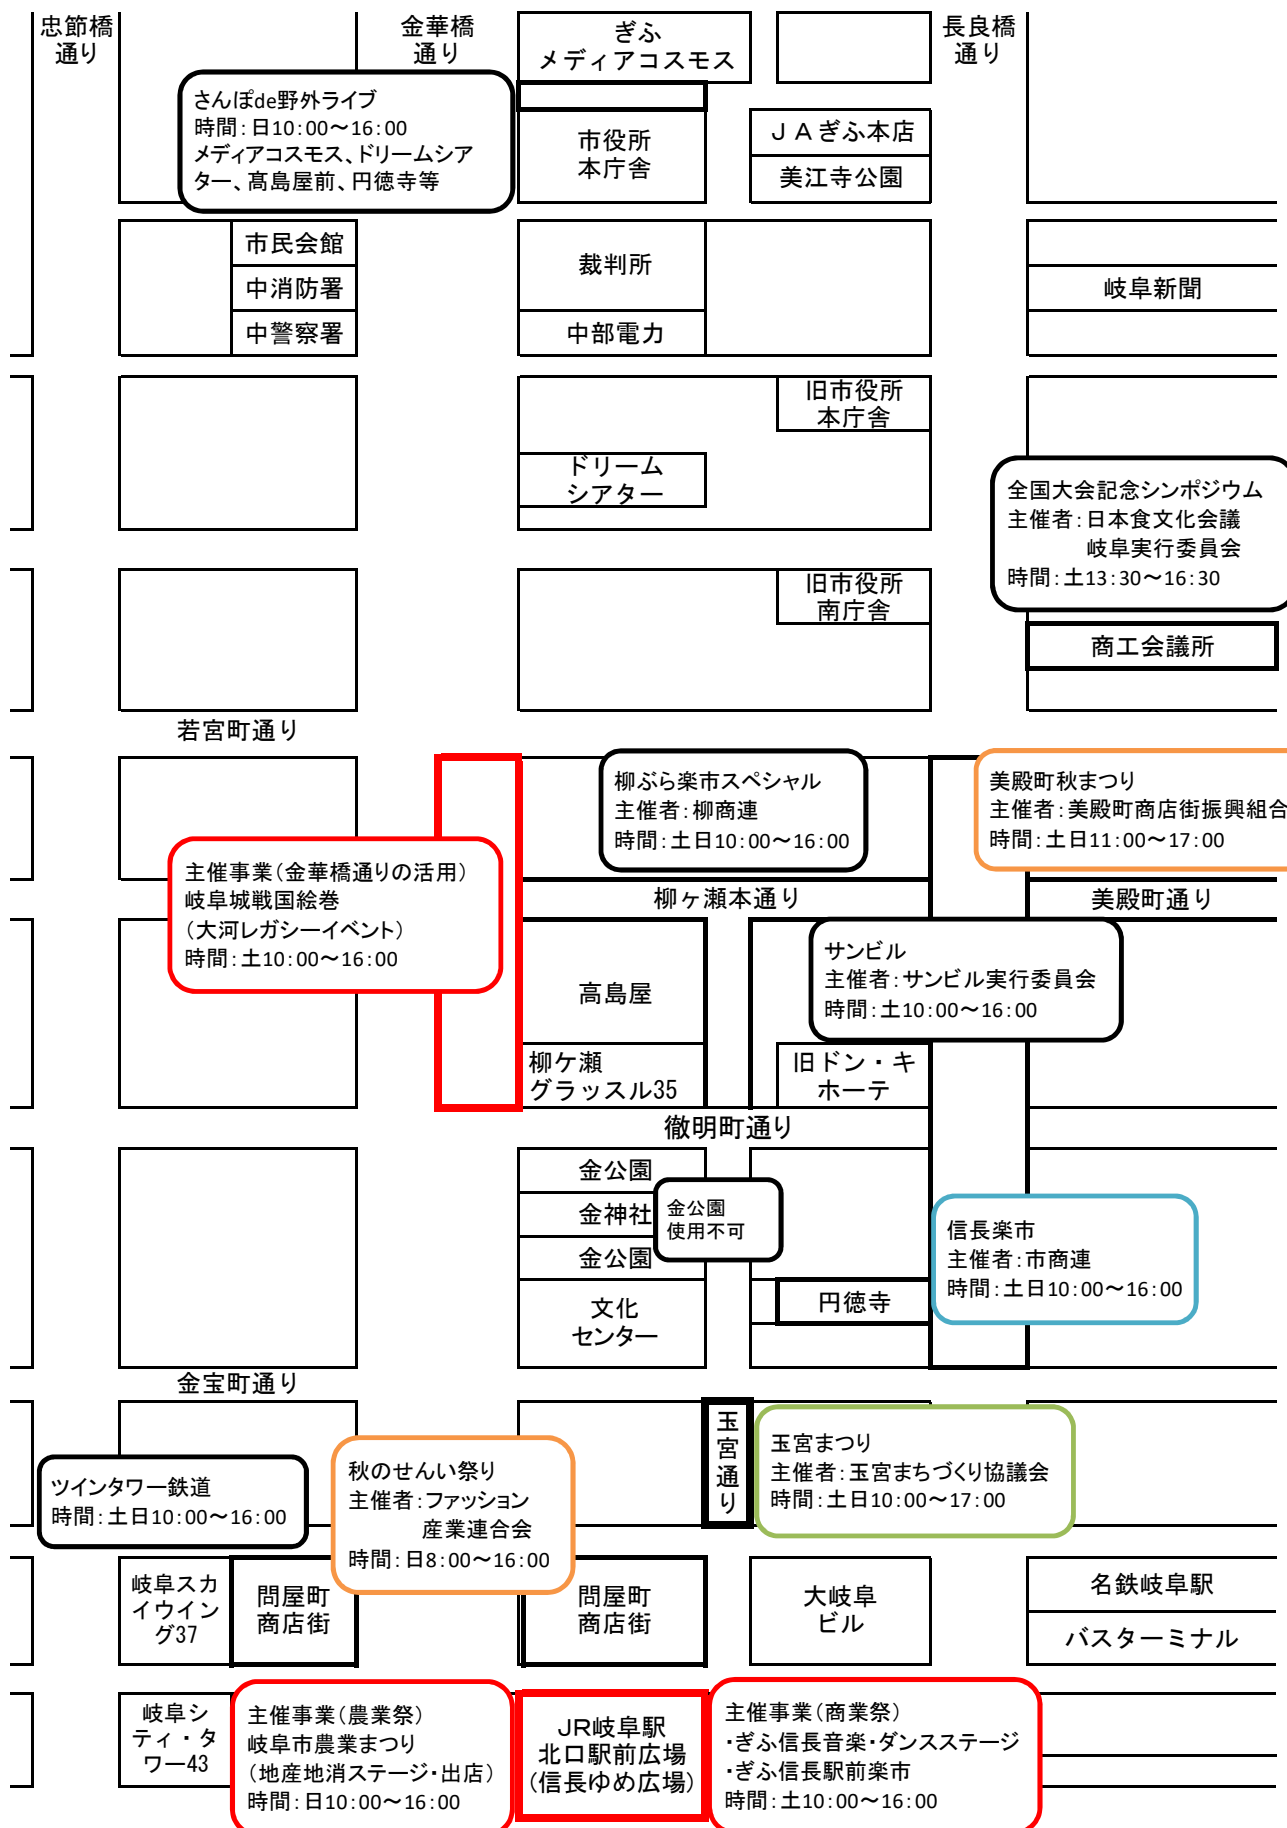 忠節橋
通り
金華橋
通り
ぎふ
メディアコスモス
長良橋
通り
さんぽde野外ライブ
時間：日10：00～16：00
メディアコスモス、ドリームシア
ター、髙島屋前、円徳寺等
市役所
本庁舎
ＪＡぎふ本店
美江寺公園
市民会館
中消防署
中警察署
裁判所
中部電力
岐阜新聞
旧市役所
本庁舎
ドリーム
シアター
全国大会記念シンポジウム
主催者：日本食文化会議
岐阜実行委員会
時間：土13：30～16：30
旧市役所
南庁舎
商工会議所
若宮町通り
柳ぶら楽市スペシャル
主催者：柳商連
時間：土日10：00～16：00
美殿町秋まつり
主催者：美殿町商店街振興組合
時間：土日11：00～17：00
主催事業（金華橋通りの活用）
岐阜城戦国絵巻
（大河レガシーイベント）
時間：土10：00～16：00
柳ヶ瀬本通り
美殿町通り
サンビル
主催者：サンビル実行委員会
時間：土10：00～16：00
高島屋
柳ケ瀬
グラッスル35
旧ドン・キ
ホーテ
徹明町通り
金公園
金神社
金公園
金公園
使用不可
文化
センター
円徳寺
信長楽市
主催者：市商連
時間：土日10：00～16：00
金宝町通り
玉宮通り
玉宮まつり
主催者：玉宮まちづくり協議会
時間：土日10：00～17：00
ツインタワー鉄道
時間：土日10：00～16：00
秋のせんい祭り
主催者：ファッション
産業連合会
時間：日8：00～16：00
岐阜スカ
イウイン
グ37
問屋町
商店街
問屋町
商店街
大岐阜
ビル
名鉄岐阜駅
バスターミナル
岐阜シ
ティ・タ
ワー43
主催事業（農業祭）
岐阜市農業まつり
（地産地消ステージ・出店）
時間：日10：00～16：00
JR岐阜駅
北口駅前広場
（信長ゆめ広場）
主催事業（商業祭）
・ぎふ信長音楽・ダンスステージ
・ぎふ信長駅前楽市
時間：土10：00～16：00